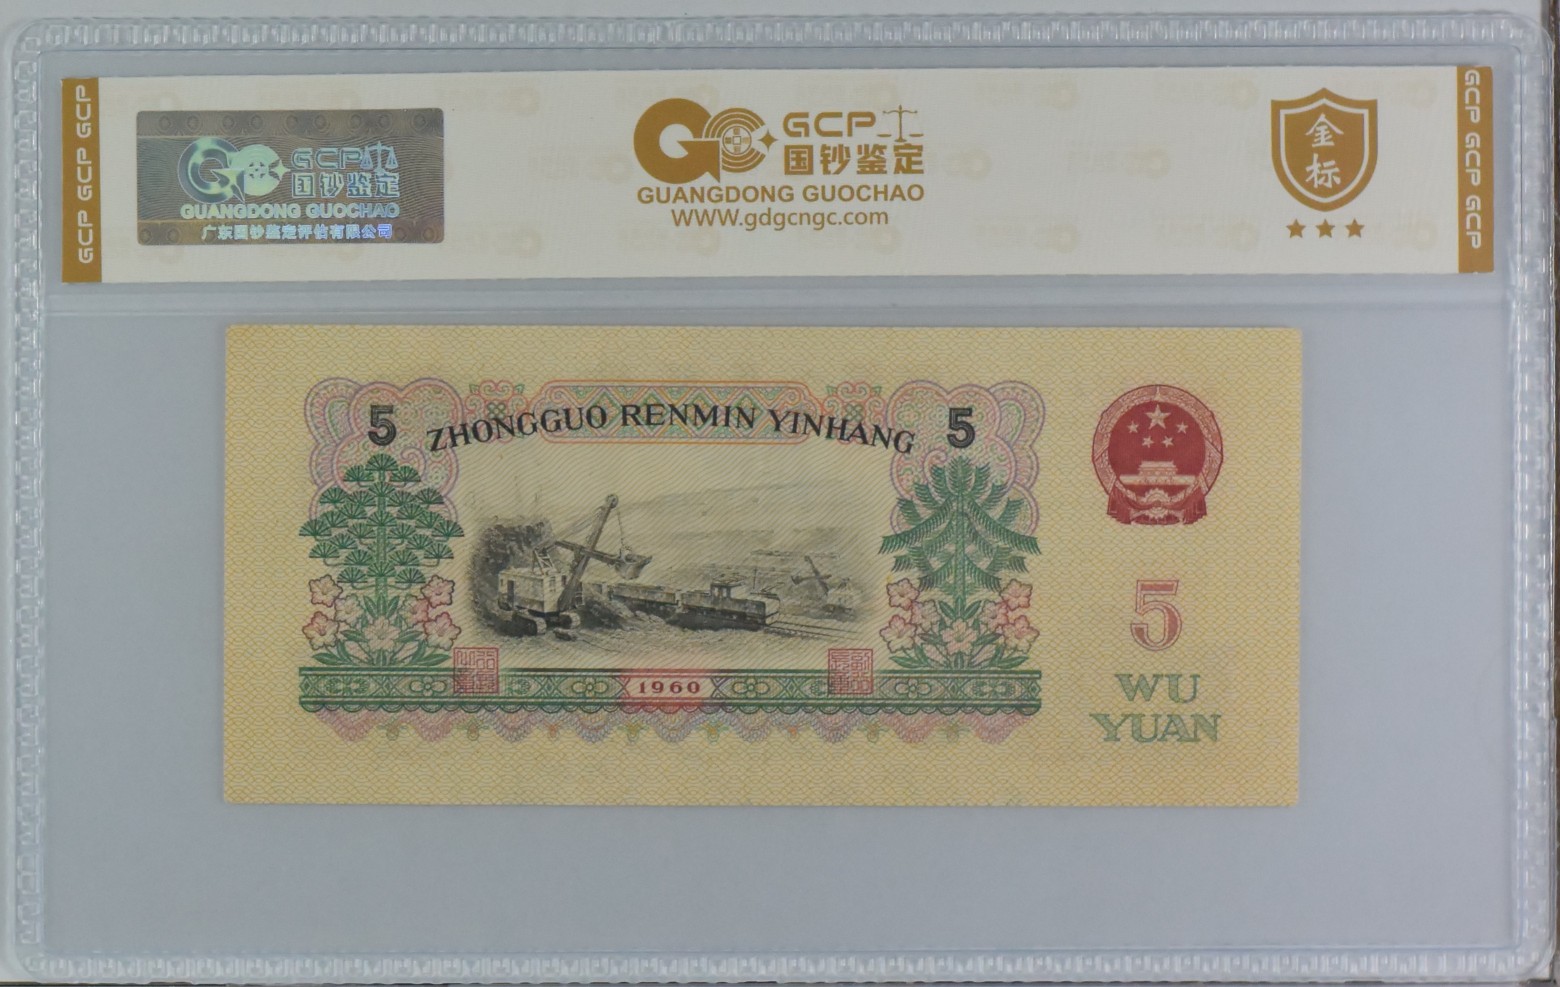 GCP GCP GCP
GCP
国钞鉴定
GUANGDONG GUOCHAO
广东国钞鉴定评估有限公司
GCP
国钞鉴定
GUANGDONG GUOCHAO
WWW.gdgcngc.com
金
标
GCP GCP GCP
5 ZHONGGUO RENMIN YINHANG 5
5
1960
WU
YUAN